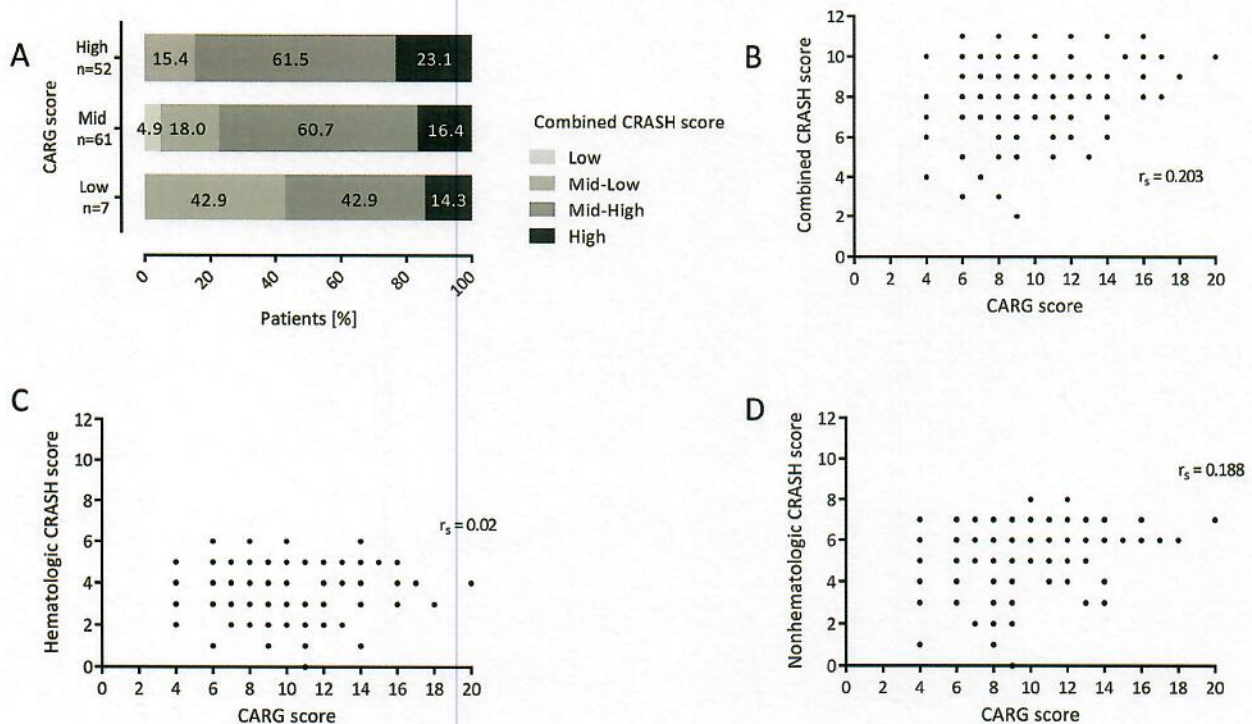 A
CARG score
High
n=52
15.4 61.5 23.1
Mid
n=61
4.9 18.0 60.7 16.4
Low
n=7
42.9 42.9 14.3
0 20 40 60 80 100
Patients [%]
Combined CRASH score
Low
Mid-Low
Mid-High
High
B
Combined CRASH score
12
10
8
6
4
2
0
r_s = 0.203
0 2 4 6 8 10 12 14 16 18 20
CARG score
C
Hematologic CRASH score
12
10
8
6
4
2
0
r_s = 0.02
0 2 4 6 8 10 12 14 16 18 20
CARG score
D
Nonhematologic CRASH score
12
10
8
6
4
2
0
r_s = 0.188
0 2 4 6 8 10 12 14 16 18 20
CARG score